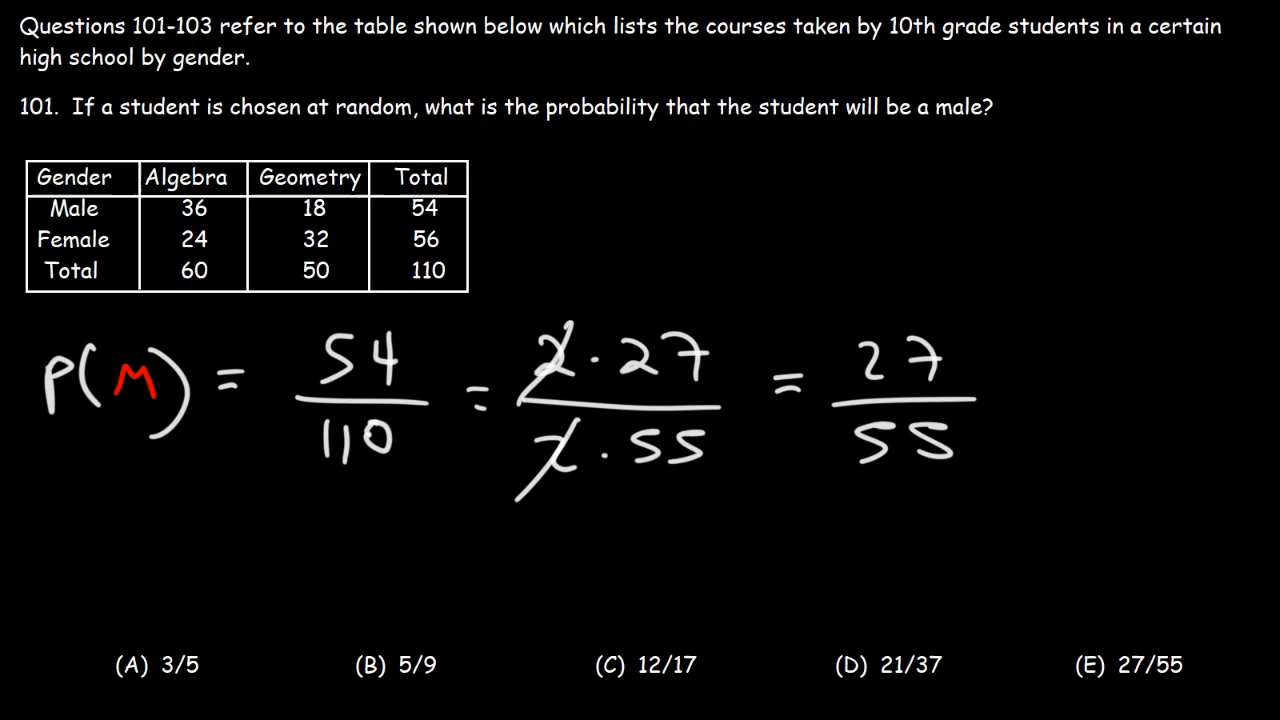 Questions 101-103 refer to the table shown below which lists the courses taken by 10th grade students in a certain
high school by gender.
101. If a student is chosen at random, what is the probability that the student will be a male?
Gender Algebra Geometry Total
Male 36 18 54
Female 24 32 56
Total 60 50 110
P(M) = 54/110 = 2·27/2·55 = 27/55
(A) 3/5 (B) 5/9 (C) 12/17 (D) 21/37 (E) 27/55